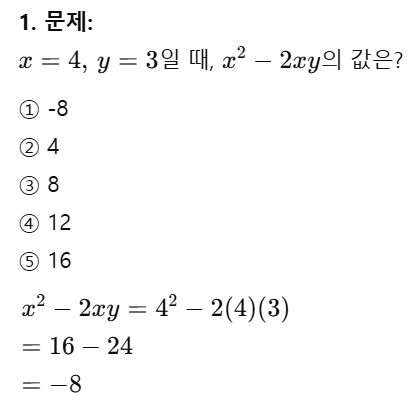 1. 문제:
x = 4, y = 3일 때, x² − 2xy의 값은?
① -8
② 4
③ 8
④ 12
⑤ 16
x² − 2xy = 4² − 2(4)(3)
= 16 − 24
= −8